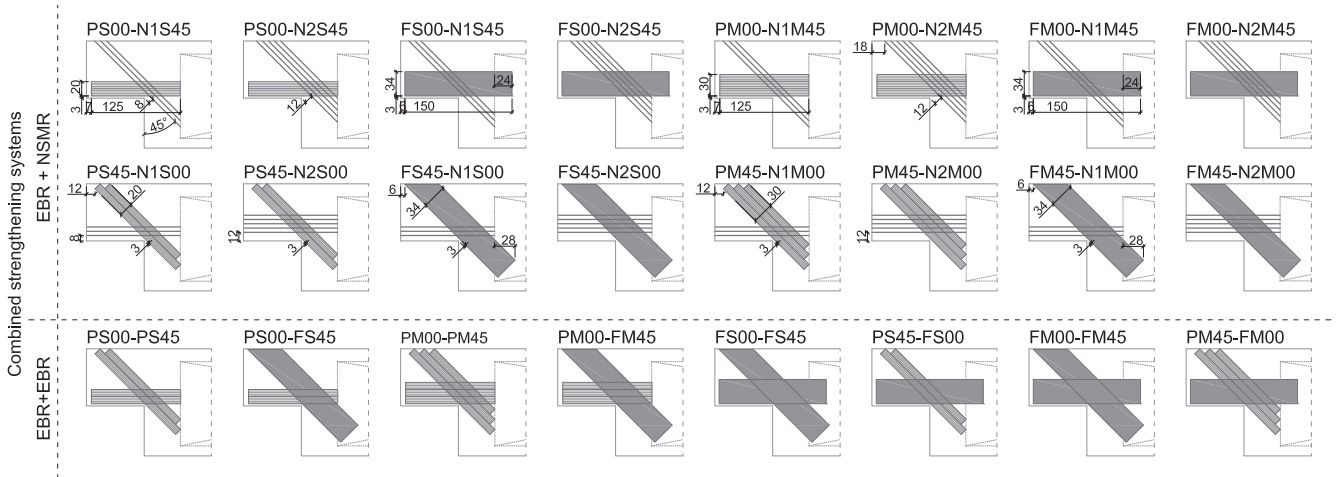 Combined strengthening systems
EBR + NSMR
PS00-N1S45 PS00-N2S45 FS00-N1S45 FS00-N2S45 PM00-N1M45 PM00-N2M45 FM00-N1M45 FM00-N2M45
20 3 7 125 8 45°
12
34 3 6 150 24
30 3 7 125
18 12
34 3 6 150 24
PS45-N1S00 PS45-N2S00 FS45-N1S00 FS45-N2S00 PM45-N1M00 PM45-N2M00 FM45-N1M00 FM45-N2M00
12 20 8 3
12 3
6 34 3 28
12 30 3
12
6 34 3 28
EBR+EBR
PS00-PS45 PS00-FS45 PM00-PM45 PM00-FM45 FS00-FS45 PS45-FS00 FM00-FM45 PM45-FM00